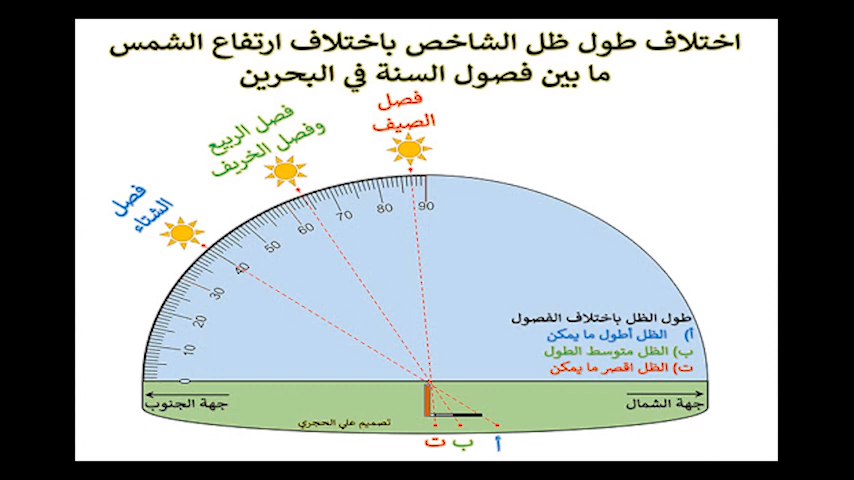 اختلاف طول ظل الشاخص باختلاف ارتفاع الشمس
ما بين فصول السنة في البحرين
فصل
الصيف
فصل الربيع
وفصل الخريف
فصل
الشتاء
90
80
70
60
50
40
30
20
10
0
طول الظل باختلاف الفصول
أ) الظل أطول ما يمكن
ب) الظل متوسط الطول
ت) الظل اقصر ما يمكن
جهة الشمال
جهة الجنوب
تصميم علي الحجري
أ
ب
ت